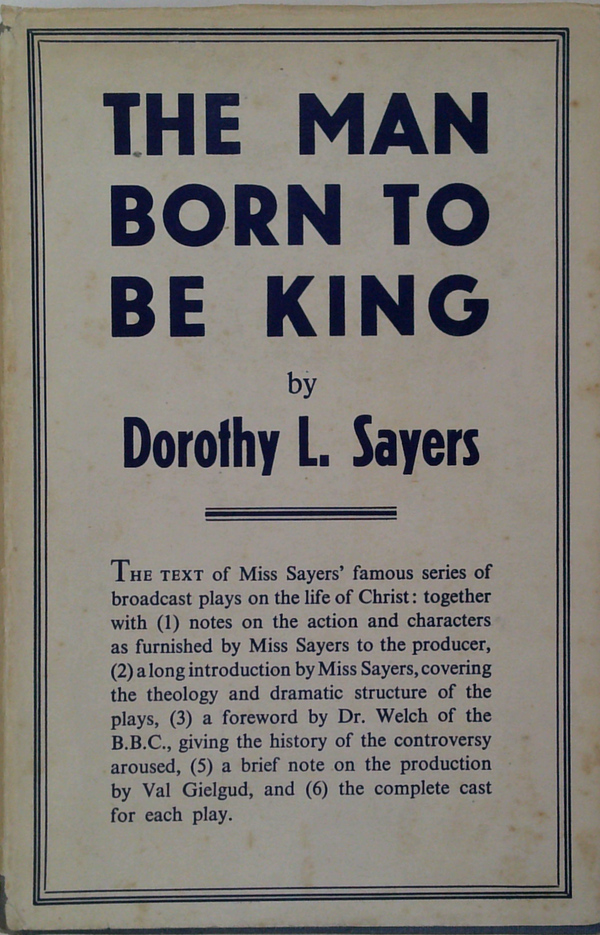 THE MAN
BORN TO
BE KING
by
Dorothy L. Sayers
THE TEXT of Miss Sayers' famous series of
broadcast plays on the life of Christ: together
with (1) notes on the action and characters
as furnished by Miss Sayers to the producer,
(2) a long introduction by Miss Sayers, covering
the theology and dramatic structure of the
plays, (3) a foreword by Dr. Welch of the
B.B.C., giving the history of the controversy
aroused, (5) a brief note on the production
by Val Gielgud, and (6) the complete cast
for each play.